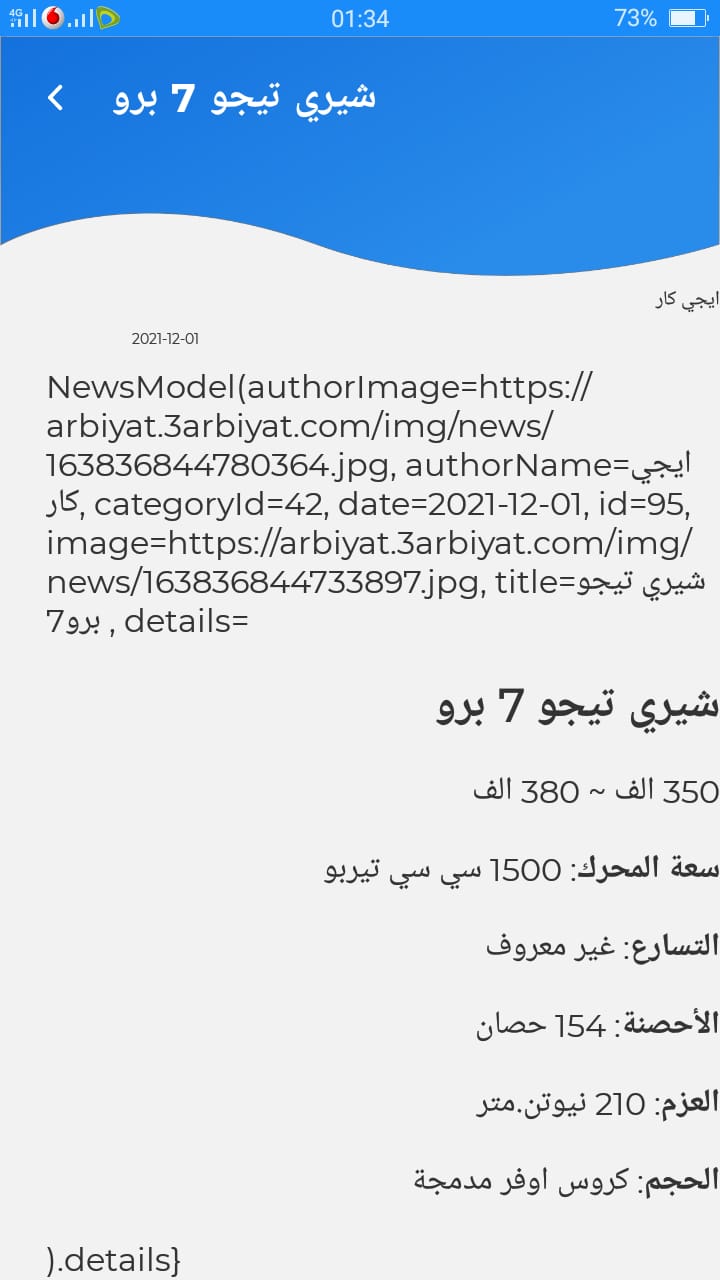 4G
01:34
73%
شيري تيجو 7 برو
ايجي كار
2021-12-01
NewsModel(authorImage=https://
arbiyat.3arbiyat.com/img/news/
163836844780364.jpg, authorName=ايجي
كار, categoryId=42, date=2021-12-01, id=95,
image=https://arbiyat.3arbiyat.com/img/
news/163836844733897.jpg, title=شيري تيجو
7برو , details=
شيري تيجو 7 برو
350 الف ~ 380 الف
سعة المحرك: 1500 سي سي تيربو
التسارع: غير معروف
الأحصنة: 154 حصان
العزم: 210 نيوتن.متر
الحجم: كروس اوفر مدمجة
).details}